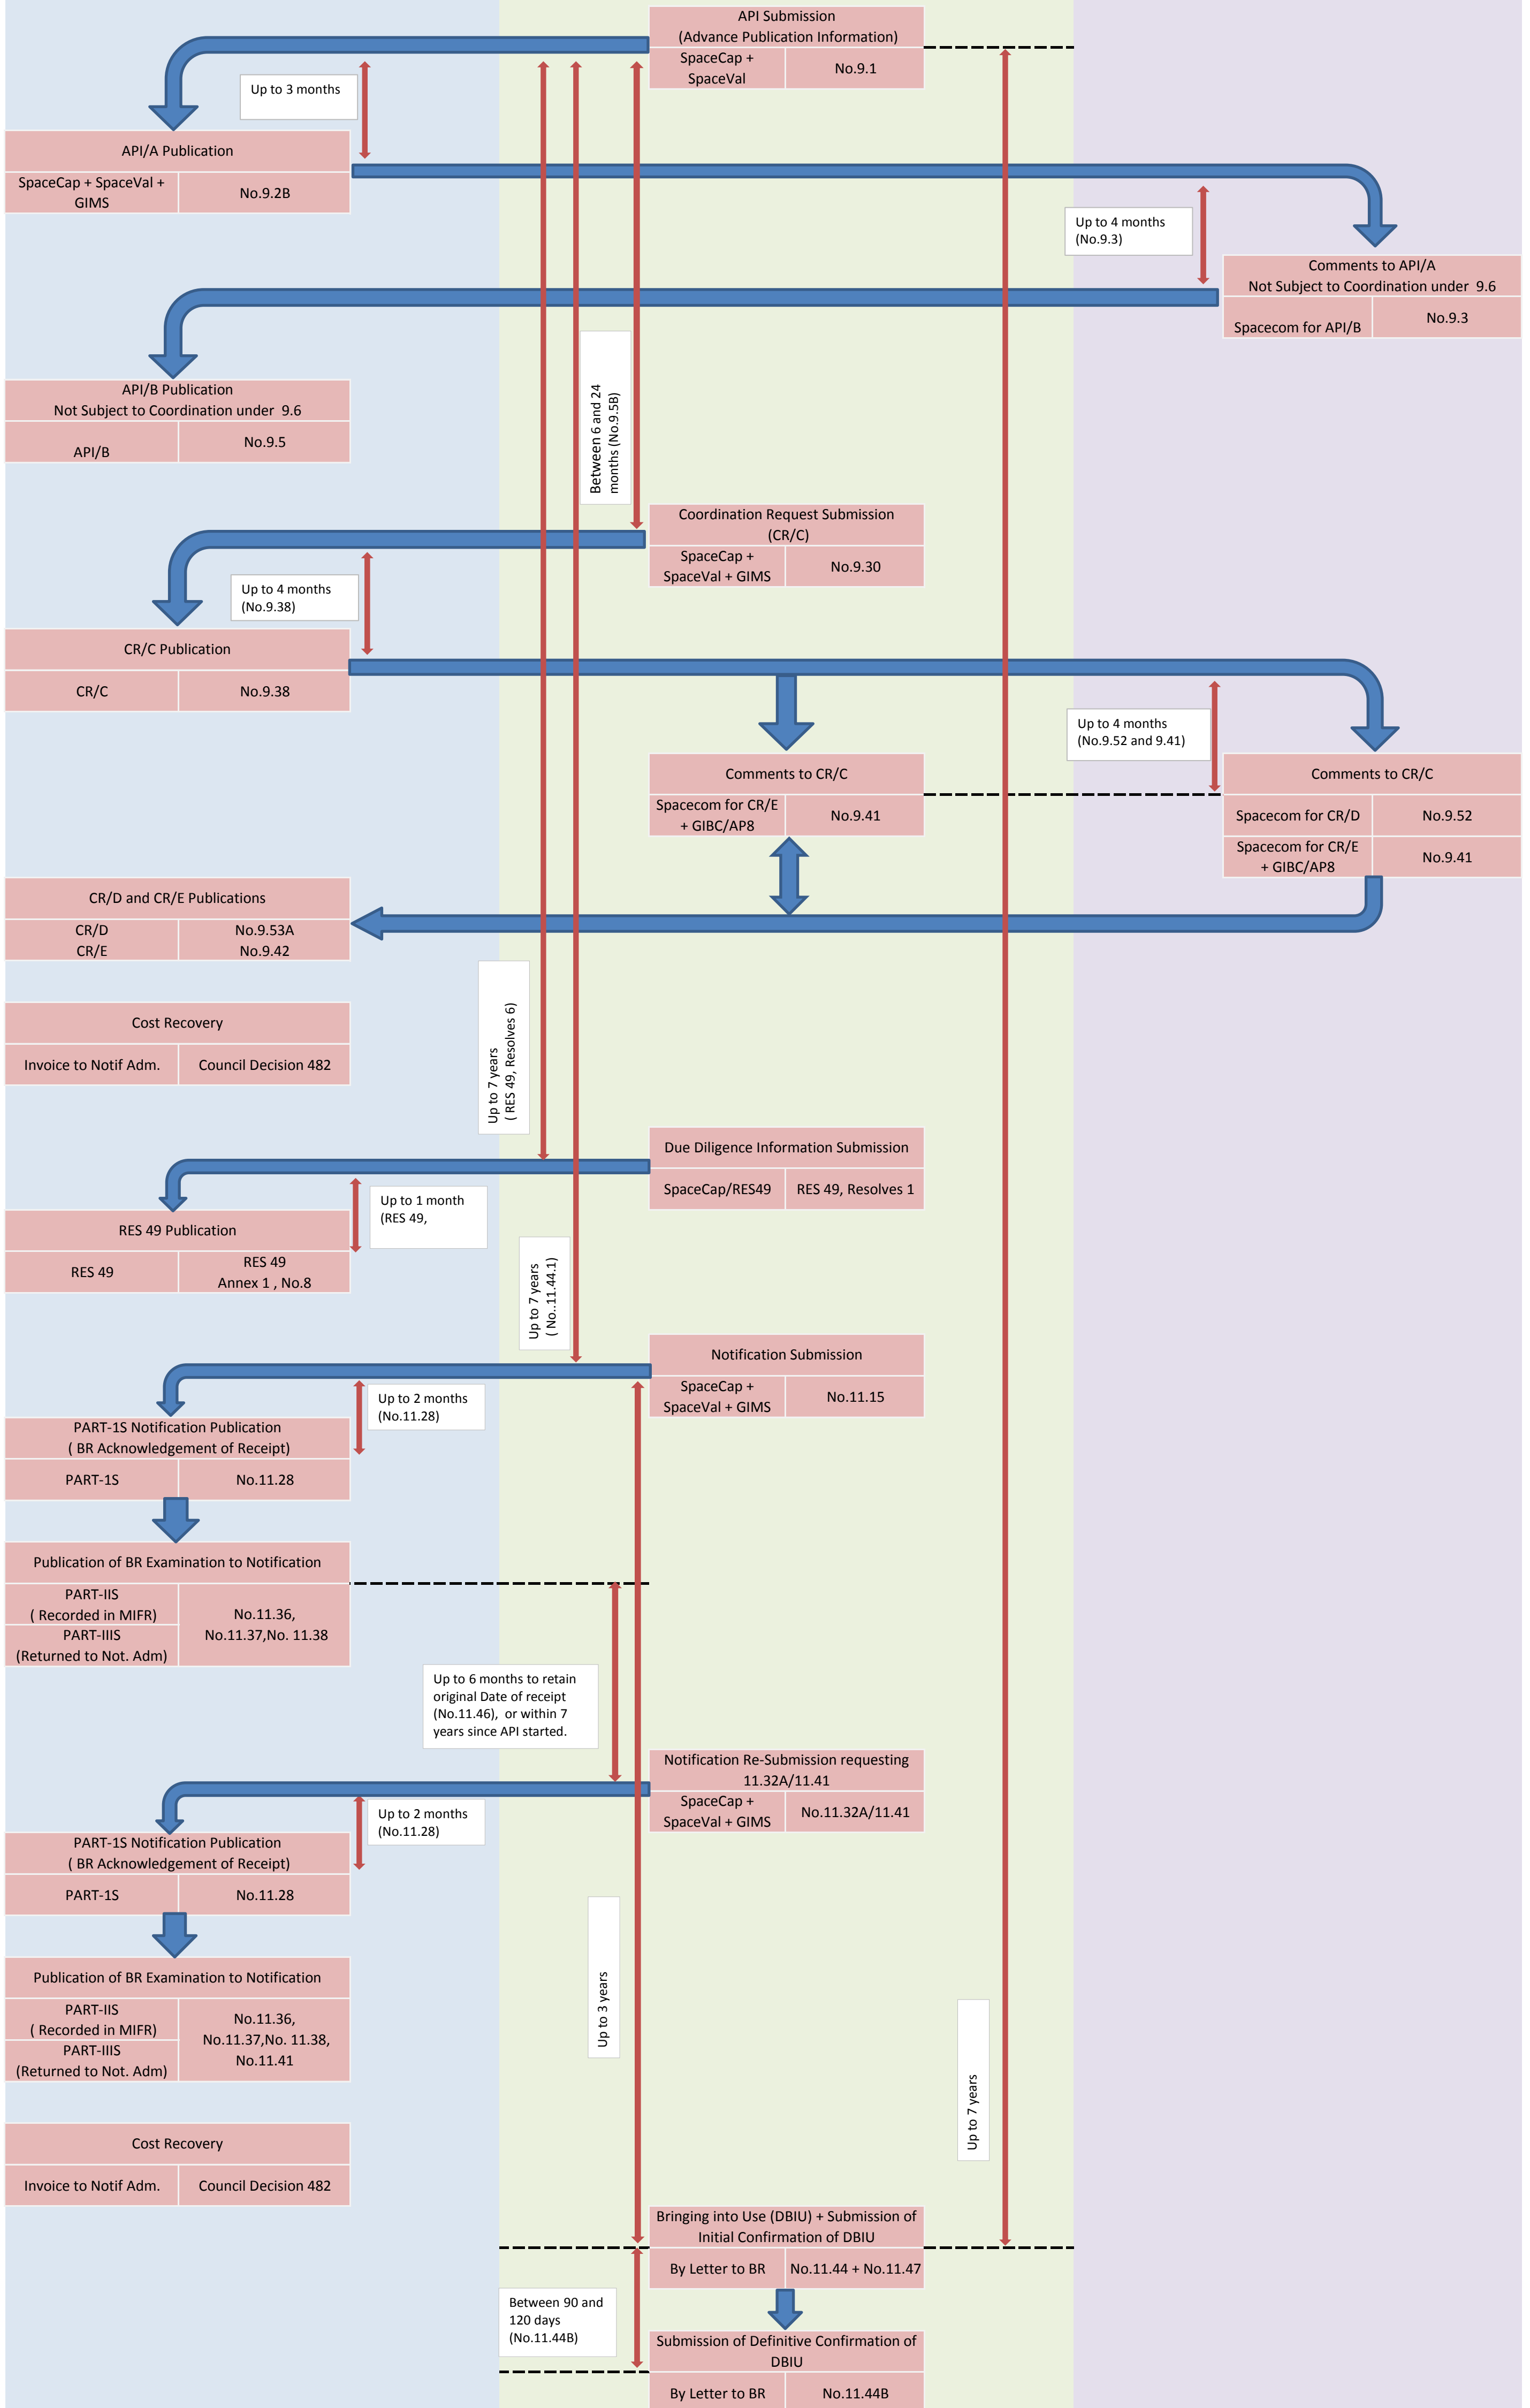 API Submission
(Advance Publication Information)
SpaceCap +
SpaceVal
No.9.1
Up to 3 months
API/A Publication
SpaceCap + SpaceVal +
GIMS
No.9.2B
Up to 4 months
(No.9.3)
Comments to API/A
Not Subject to Coordination under 9.6
Spacecom for API/B
No.9.3
API/B Publication
Not Subject to Coordination under 9.6
API/B
No.9.5
Between 6 and 24
months (No.9.5B)
Coordination Request Submission
(CR/C)
SpaceCap +
SpaceVal + GIMS
No.9.30
Up to 4 months
(No.9.38)
CR/C Publication
CR/C
No.9.38
Up to 4 months
(No.9.52 and 9.41)
Comments to CR/C
Spacecom for CR/E
+ GIBC/AP8
No.9.41
Comments to CR/C
Spacecom for CR/D
No.9.52
Spacecom for CR/E
+ GIBC/AP8
No.9.41
CR/D and CR/E Publications
CR/D
No.9.53A
CR/E
No.9.42
Up to 7 years
( RES 49, Resolves 6)
Cost Recovery
Invoice to Notif Adm.
Council Decision 482
Due Diligence Information Submission
SpaceCap/RES49
RES 49, Resolves 1
Up to 1 month
(RES 49,
RES 49 Publication
RES 49
RES 49
Annex 1 , No.8
Up to 7 years
( No..11.44.1)
Notification Submission
SpaceCap +
SpaceVal + GIMS
No.11.15
Up to 2 months
(No.11.28)
PART-1S Notification Publication
( BR Acknowledgement of Receipt)
PART-1S
No.11.28
Publication of BR Examination to Notification
PART-IIS
( Recorded in MIFR)
PART-IIIS
(Returned to Not. Adm)
No.11.36,
No.11.37,No. 11.38
Up to 6 months to retain
original Date of receipt
(No.11.46), or within 7
years since API started.
Notification Re-Submission requesting
11.32A/11.41
SpaceCap +
SpaceVal + GIMS
No.11.32A/11.41
Up to 2 months
(No.11.28)
PART-1S Notification Publication
( BR Acknowledgement of Receipt)
PART-1S
No.11.28
Up to 3 years
Publication of BR Examination to Notification
PART-IIS
( Recorded in MIFR)
PART-IIIS
(Returned to Not. Adm)
No.11.36,
No.11.37,No. 11.38,
No.11.41
Up to 7 years
Cost Recovery
Invoice to Notif Adm.
Council Decision 482
Bringing into Use (DBIU) + Submission of
Initial Confirmation of DBIU
By Letter to BR
No.11.44 + No.11.47
Between 90 and
120 days
(No.11.44B)
Submission of Definitive Confirmation of
DBIU
By Letter to BR
No.11.44B